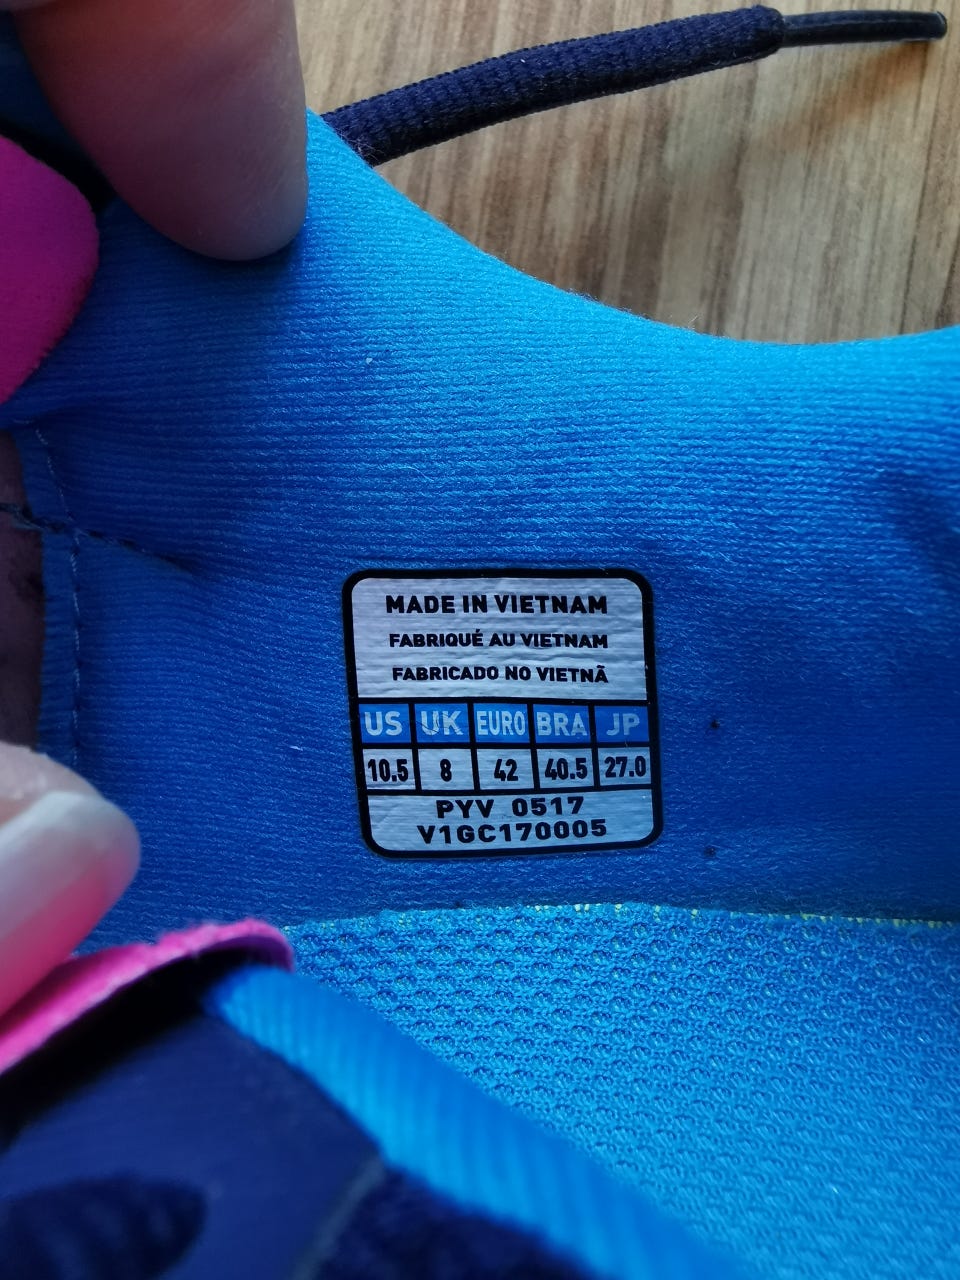 MADE IN VIETNAM
FABRIQUÉ AU VIETNAM
FABRICADO NO VIETNÃ
US UK EURO BRA JP
10.5 8 42 40.5 27.0
PYV 0517
V1GC170005